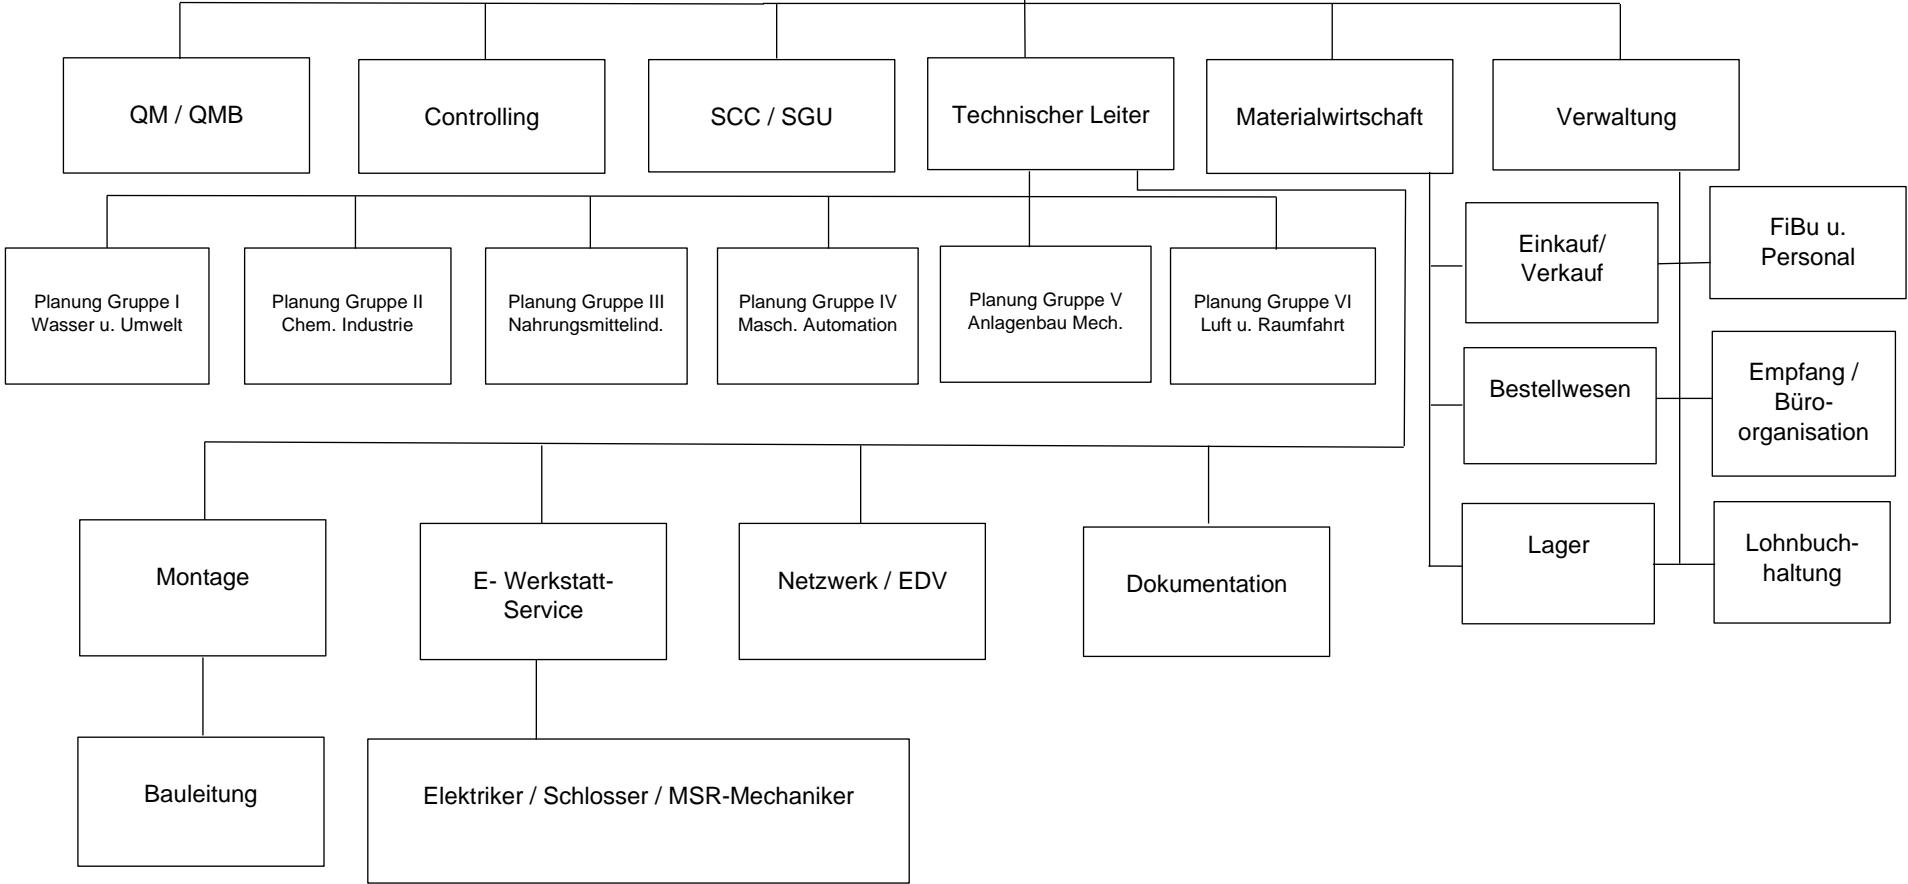 QM / QMB
Controlling
SCC / SGU
Technischer Leiter
Materialwirtschaft
Verwaltung
Planung Gruppe I
Wasser u. Umwelt
Planung Gruppe II
Chem. Industrie
Planung Gruppe III
Nahrungsmittelind.
Planung Gruppe IV
Masch. Automation
Planung Gruppe V
Anlagenbau Mech.
Planung Gruppe VI
Luft u. Raumfahrt
Einkauf/
Verkauf
FiBu u.
Personal
Bestellwesen
Empfang /
Büro-
organisation
Lager
Lohnbuch-
haltung
Montage
E- Werkstatt-
Service
Netzwerk / EDV
Dokumentation
Bauleitung
Elektriker / Schlosser / MSR-Mechaniker